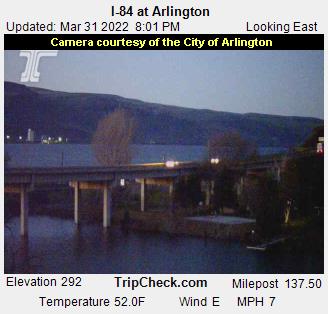 I-84 at Arlington
Updated: Mar 31 2022 8:01 PM Looking East
Camera courtesy of the City of Arlington
Elevation 292 TripCheck.com Milepost 137.50
Temperature 52.0F Wind E MPH 7